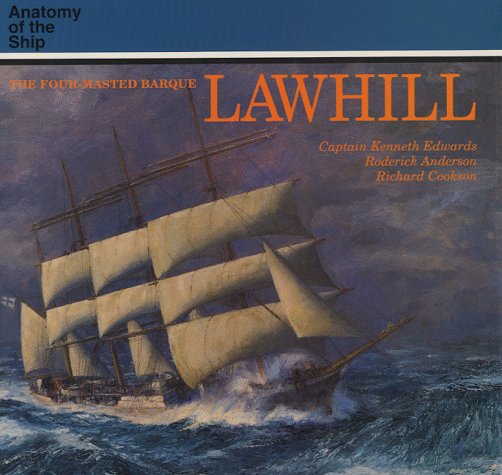 Anatomy
of the
Ship
THE FOUR-MASTED BARQUE
LAWHILL
Captain Kenneth Edwards
Roderick Anderson
Richard Cookson